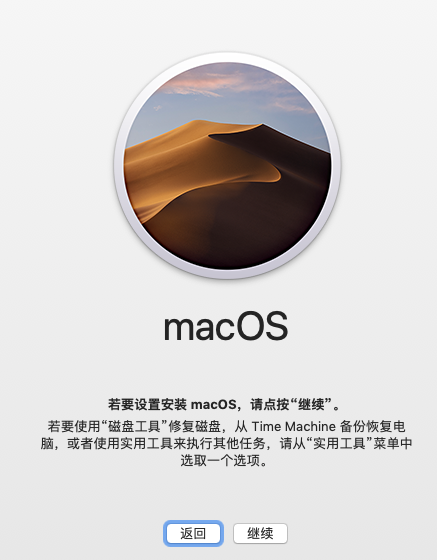 macOS
若要设置安装 macOS，请点按“继续”。
若要使用“磁盘工具”修复磁盘，从 Time Machine 备份恢复电
脑，或者使用实用工具来执行其他任务，请从“实用工具”菜单中
选取一个选项。
返回
继续